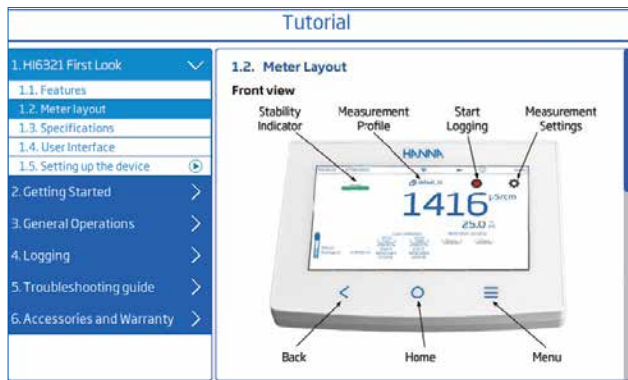 Tutorial
1. HI6321 First Look
1.1. Features
1.2. Meter layout
1.3. Specifications
1.4. User Interface
1.5. Setting up the device
2. Getting Started
3. General Operations
4. Logging
5. Troubleshooting guide
6. Accessories and Warranty
1.2. Meter Layout
Front view
Stability Indicator
Measurement Profile
Start Logging
Measurement Settings
HANNA
1416 µS/cm
25.0
Back
Home
Menu